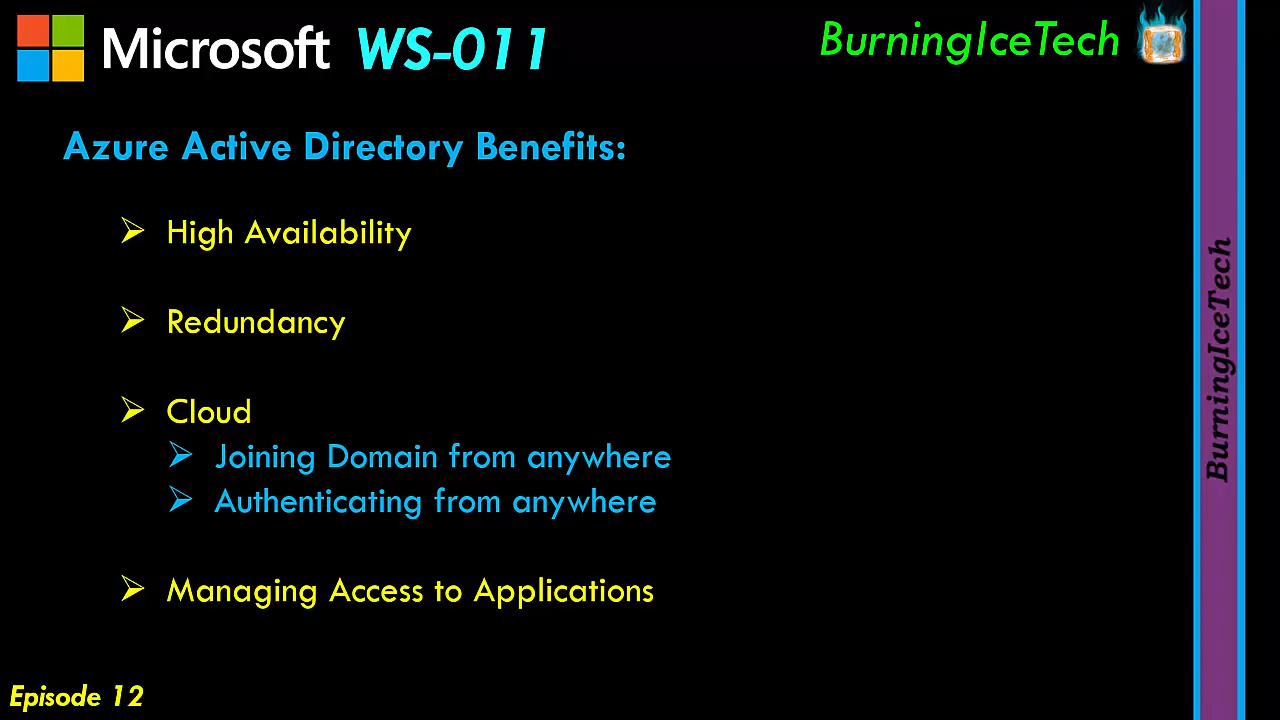 Microsoft WS-011
BurningIceTech
Azure Active Directory Benefits:
High Availability
Redundancy
Cloud
Joining Domain from anywhere
Authenticating from anywhere
Managing Access to Applications
BurningIceTech
Episode 12